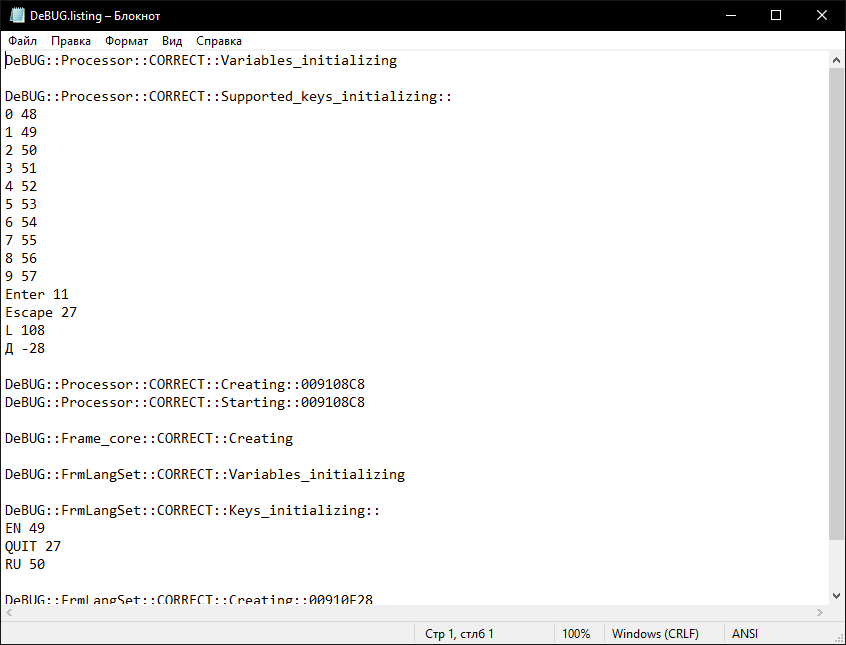 DeBUG.listing – Блокнот
Файл Правка Формат Вид Справка
DeBUG::Processor::CORRECT::Variables_initializing
DeBUG::Processor::CORRECT::Supported_keys_initializing::
0 48
1 49
2 50
3 51
4 52
5 53
6 54
7 55
8 56
9 57
Enter 11
Escape 27
L 108
Д -28
DeBUG::Processor::CORRECT::Creating::009108C8
DeBUG::Processor::CORRECT::Starting::009108C8
DeBUG::Frame_core::CORRECT::Creating
DeBUG::FrmLangSet::CORRECT::Variables_initializing
DeBUG::FrmLangSet::CORRECT::Keys_initializing::
EN 49
QUIT 27
RU 50
DeBUG::FrmLangSet::CORRECT::Creating::00910F28
Стр 1, стлб 1 100% Windows (CRLF) ANSI